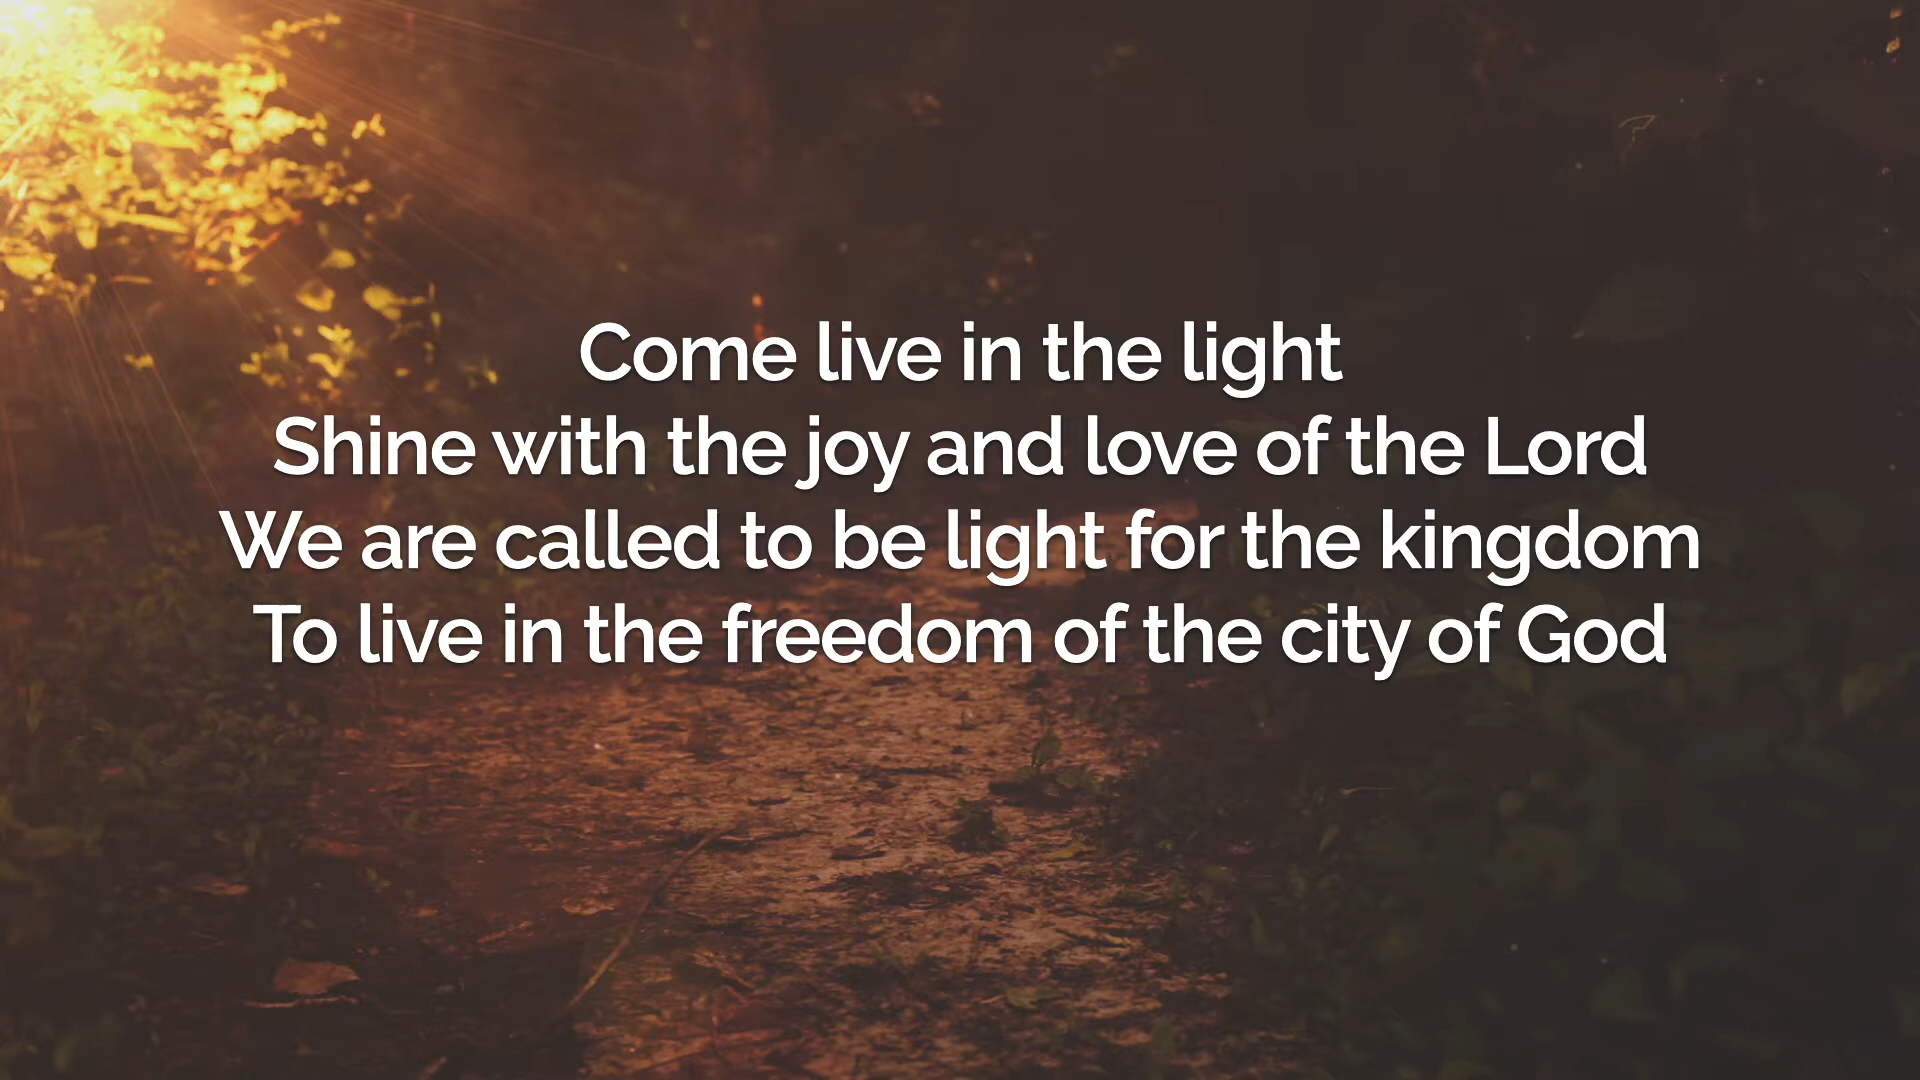 Come live in the light
Shine with the joy and love of the Lord
We are called to be light for the kingdom
To live in the freedom of the city of God